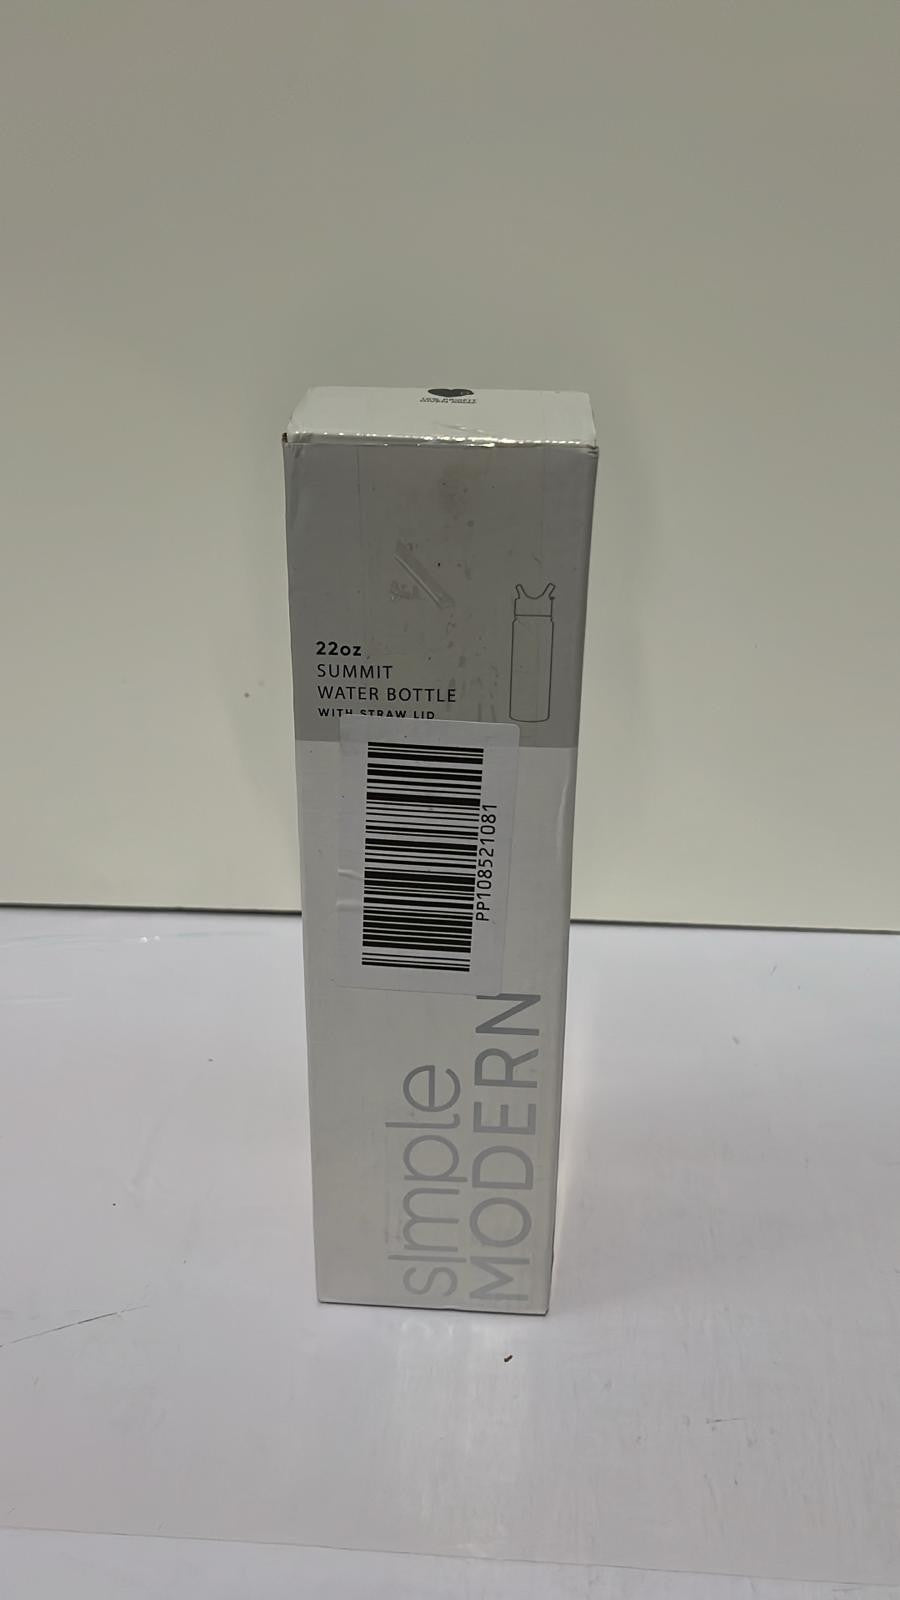 22oz
SUMMIT
WATER BOTTLE
WITH STRAW LID.
PP108521081
sImple
MODERN